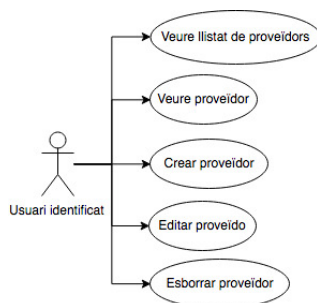 Veure llistat de proveïdors
Veure proveïdor
Crear proveïdor
Usuari identificat
Editar proveïdo
Esborrar proveïdor